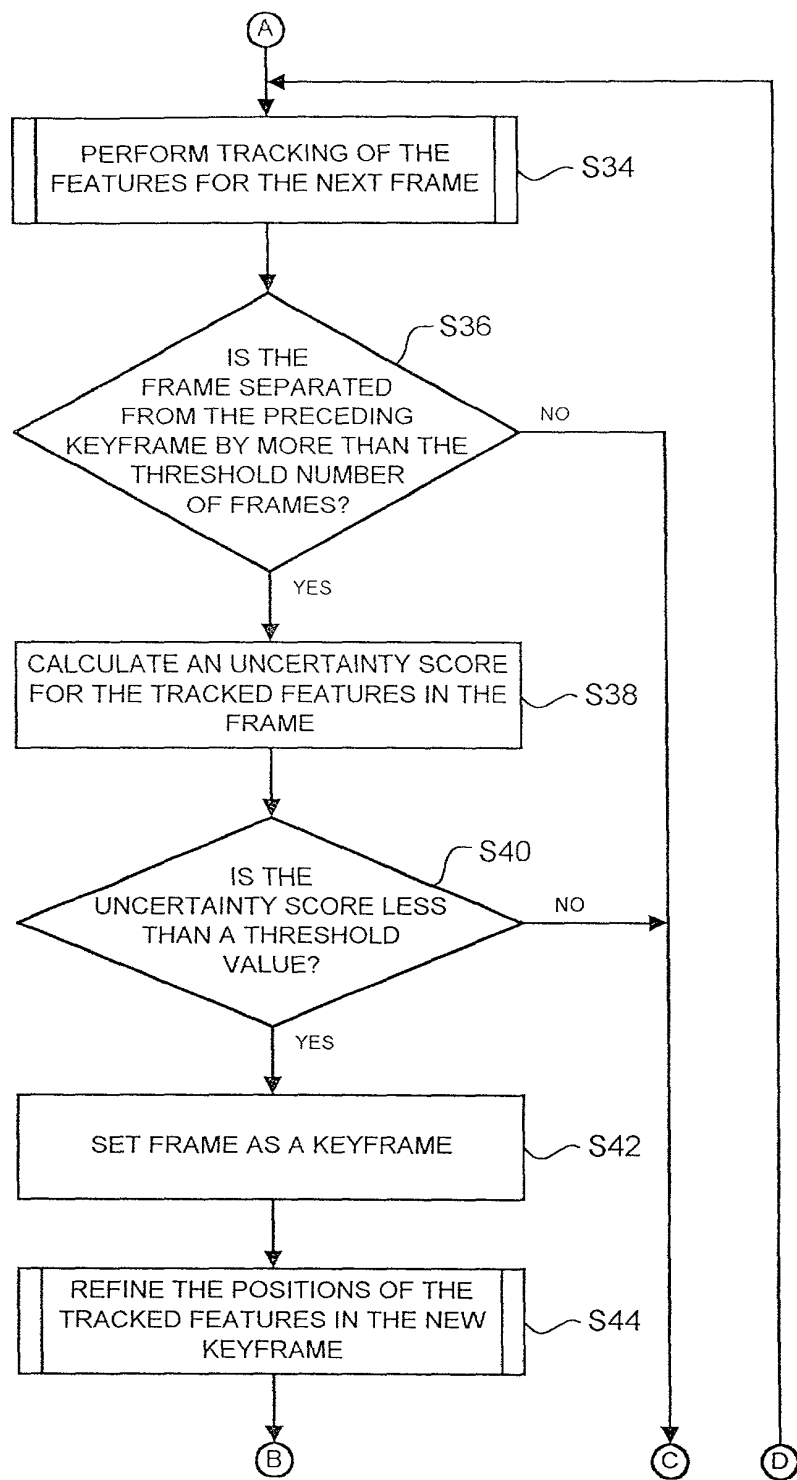 A
PERFORM TRACKING OF THE
FEATURES FOR THE NEXT FRAME
S34
S36
IS THE
FRAME SEPARATED
FROM THE PRECEDING
KEYFRAME BY MORE THAN THE
THRESHOLD NUMBER
OF FRAMES?
NO
YES
CALCULATE AN UNCERTAINTY SCORE
FOR THE TRACKED FEATURES IN THE
FRAME
S38
S40
IS THE
UNCERTAINTY SCORE LESS
THAN A THRESHOLD
VALUE?
NO
YES
SET FRAME AS A KEYFRAME
S42
REFINE THE POSITIONS OF THE
TRACKED FEATURES IN THE NEW
KEYFRAME
S44
B
C
D